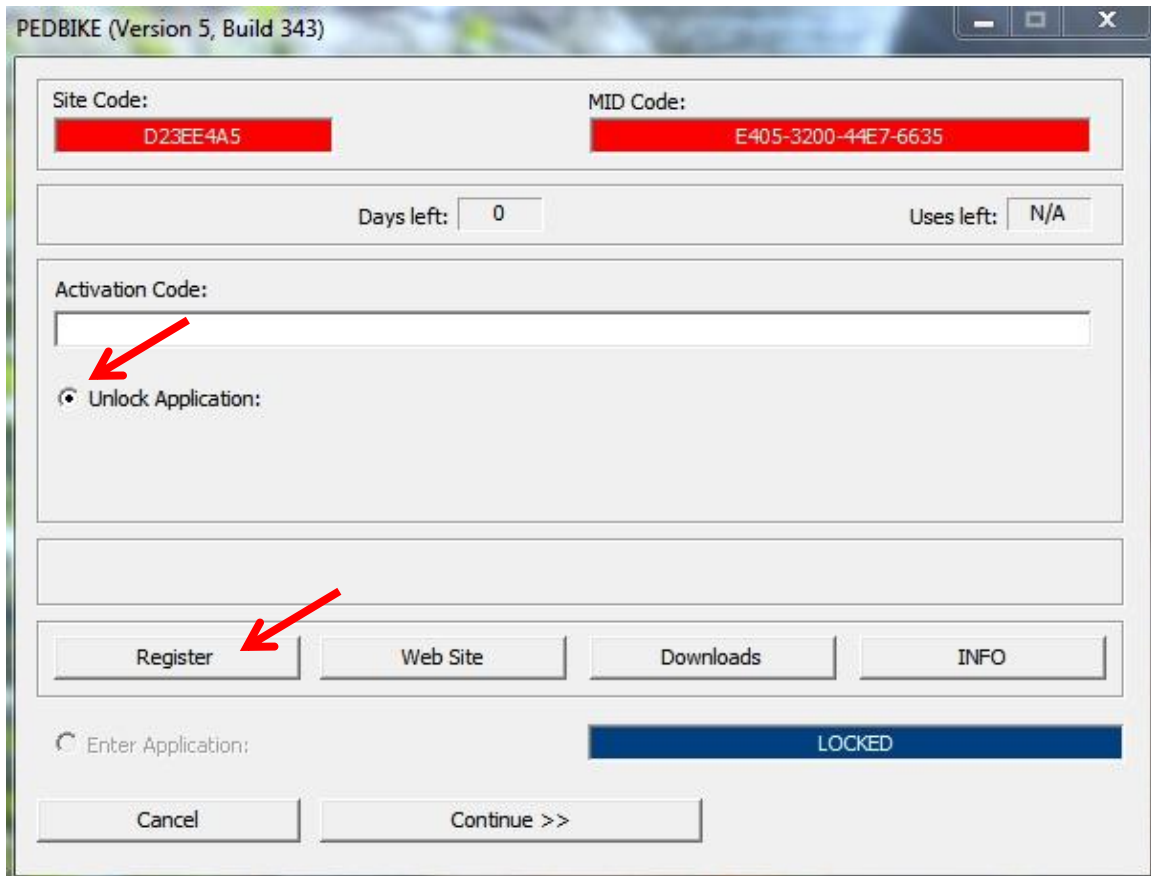 PEDBIKE (Version 5, Build 343)
X
Site Code: MID Code:
D23EE4A5 E405-3200-44E7-6635
Days left: 0 Uses left: N/A
Activation Code:
Unlock Application:
Register Web Site Downloads INFO
Enter Application: LOCKED
Cancel Continue >>